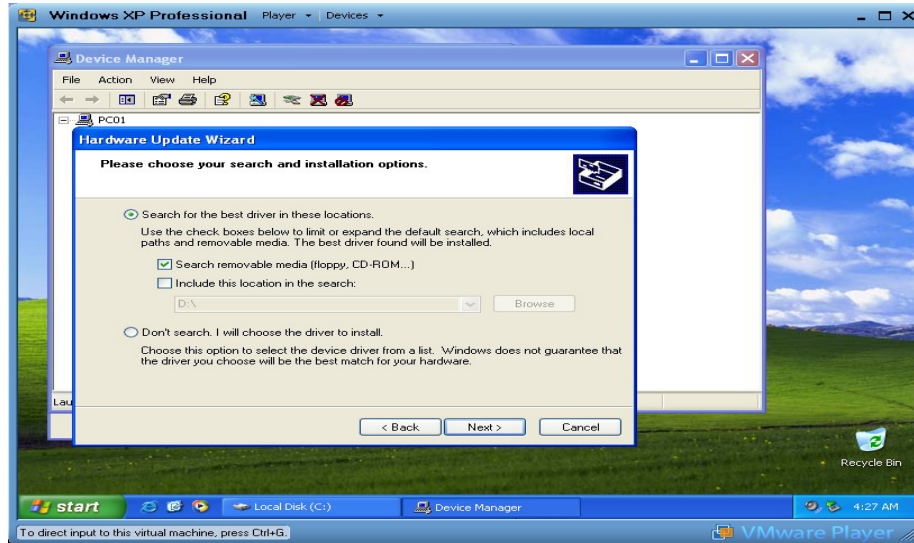 Windows XP Professional Player Devices
Device Manager
File Action View Help
PC01
Hardware Update Wizard
Please choose your search and installation options.
Search for the best driver in these locations.
Use the check boxes below to limit or expand the default search, which includes local
paths and removable media. The best driver found will be installed.
Search removable media (floppy, CD-ROM...)
Include this location in the search:
D:\ Browse
Don't search. I will choose the driver to install.
Choose this option to select the device driver from a list. Windows does not guarantee that
the driver you choose will be the best match for your hardware.
Lau
< Back Next > Cancel
Recycle Bin
start Local Disk (C:) Device Manager 4:27 AM
To direct input to this virtual machine, press Ctrl+G. VMware Player